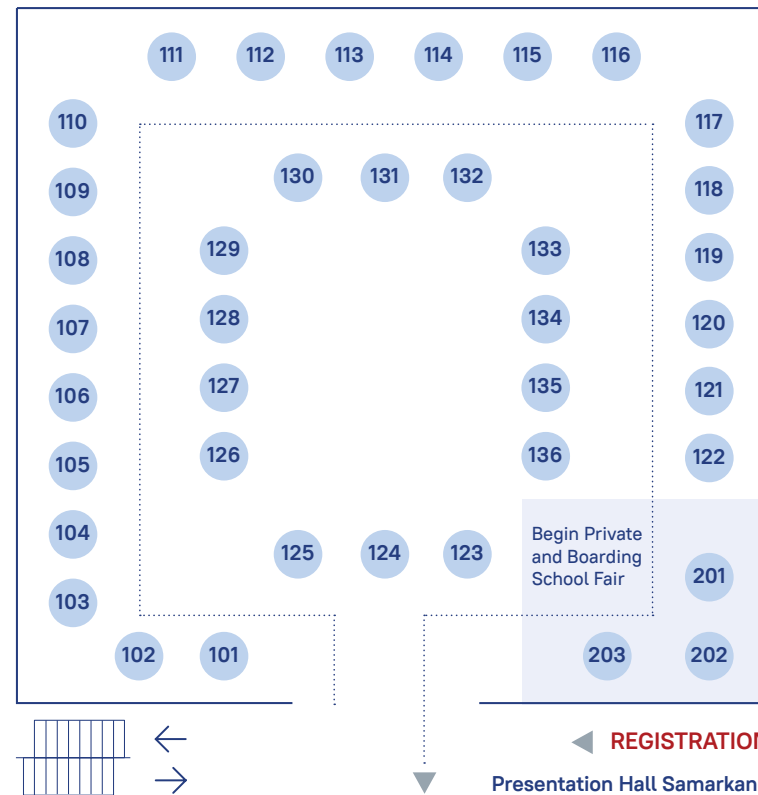 111 112 113 114 115 116
110 117
130 131 132
109 118
129 133
108 119
128 134
107 120
127 135
106 121
126 136
105 122
Begin Private
and Boarding
School Fair
104
125 124 123
201
103
102 101 203 202
REGISTRATION
Presentation Hall Samarkan